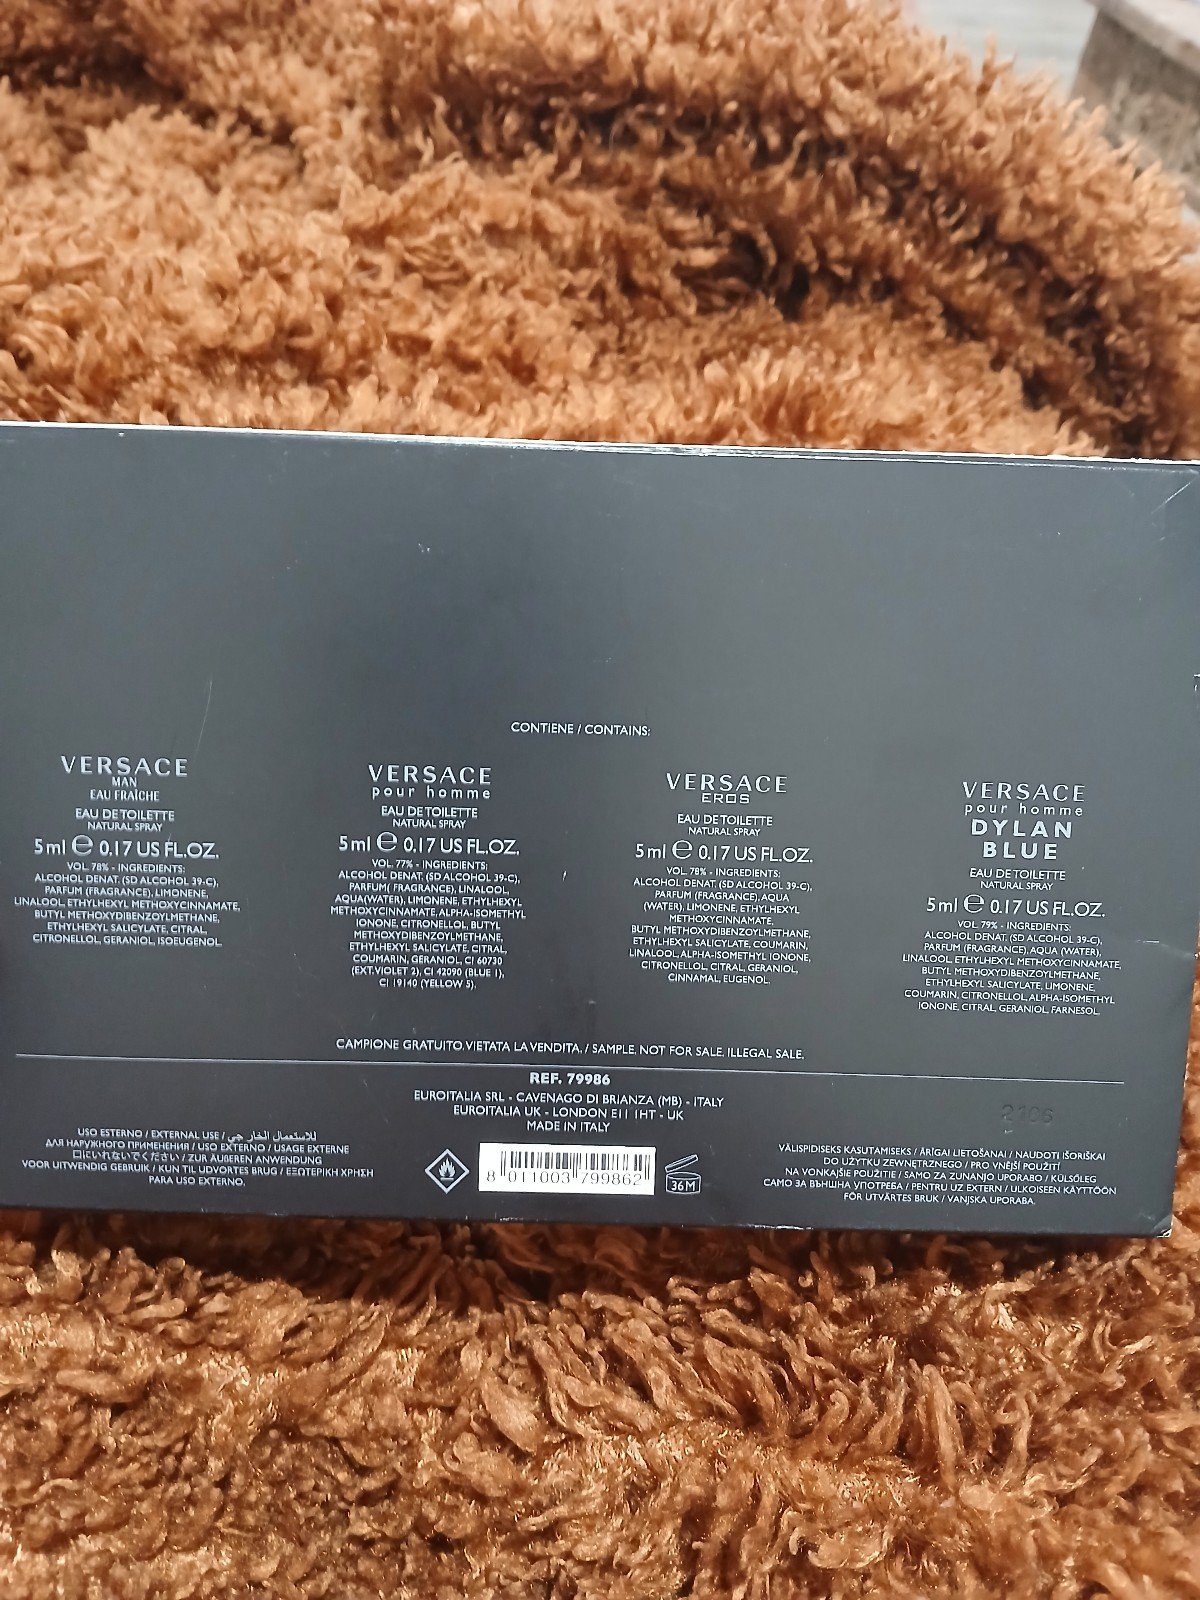 CONTIENE / CONTAINS:
VERSACE
MAN
EAU FRAÎCHE
EAU DE TOILETTE
NATURAL SPRAY
5ml ℮ 0.17 US FL.OZ.
VOL. 78% - INGREDIENTS:
ALCOHOL DENAT. (SD ALCOHOL 39-C),
PARFUM (FRAGRANCE), LIMONENE,
LINALOOL, ETHYLHEXYL METHOXYCINNAMATE,
BUTYL METHOXYDIBENZOYLMETHANE,
ETHYLHEXYL SALICYLATE, CITRAL,
CITRONELLOL, GERANIOL, ISOEUGENOL.
VERSACE
pour homme
EAU DE TOILETTE
NATURAL SPRAY
5ml ℮ 0.17 US FL.OZ.
VOL. 77% - INGREDIENTS:
ALCOHOL DENAT. (SD ALCOHOL 39-C),
PARFUM( FRAGRANCE), LINALOOL,
AQUA(WATER), LIMONENE, ETHYLHEXYL
METHOXYCINNAMATE, ALPHA-ISOMETHYL
IONONE, CITRONELLOL, BUTYL
METHOXYDIBENZOYLMETHANE,
ETHYLHEXYL SALICYLATE, CITRAL,
COUMARIN, GERANIOL, CI 60730
(EXT. VIOLET 2), CI 42090 (BLUE 1),
CI 19140 (YELLOW 5).
VERSACE
EROS
EAU DE TOILETTE
NATURAL SPRAY
5ml ℮ 0.17 US FL.OZ.
VOL. 78% - INGREDIENTS:
ALCOHOL DENAT. (SD ALCOHOL 39-C),
PARFUM (FRAGRANCE), AQUA
(WATER), LIMONENE, ETHYLHEXYL
METHOXYCINNAMATE,
BUTYL METHOXYDIBENZOYLMETHANE,
ETHYLHEXYL SALICYLATE, COUMARIN,
LINALOOL, ALPHA-ISOMETHYL IONONE,
CITRONELLOL, CITRAL, GERANIOL,
CINNAMAL, EUGENOL.
VERSACE
pour homme
DYLAN
BLUE
EAU DE TOILETTE
NATURAL SPRAY
5ml ℮ 0.17 US FL.OZ.
VOL. 79% - INGREDIENTS:
ALCOHOL DENAT. (SD ALCOHOL 39-C),
PARFUM (FRAGRANCE), AQUA (WATER),
LINALOOL, ETHYLHEXYL METHOXYCINNAMATE,
BUTYL METHOXYDIBENZOYLMETHANE,
ETHYLHEXYL SALICYLATE, LIMONENE,
COUMARIN, CITRONELLOL, ALPHA-ISOMETHYL
IONONE, CITRAL, GERANIOL, FARNESOL.
CAMPIONE GRATUITO. VIETATA LA VENDITA. / SAMPLE. NOT FOR SALE. ILLEGAL SALE.
REF. 79986
EUROITALIA SRL - CAVENAGO DI BRIANZA (MB) - ITALY
EUROITALIA UK - LONDON E11 1HT - UK
MADE IN ITALY
USO ESTERNO / EXTERNAL USE / للاستعمال الخارجي
ДЛЯ НАРУЖНОГО ПРИМЕНЕНИЯ / USO EXTERNO / USAGE EXTERNE
口にいれないでください / ZUR ÄUßEREN ANWENDUNG
VOOR UITWENDIG GEBRUIK / KUN TIL UDVORTES BRUG / ΕΞΩΤΕΡΙΚΗ ΧΡΗΣΗ
PARA USO EXTERNO.
8 011003 799862
36M
VÄLISPIDISEKS KASUTAMISEKS / ĀRĪGAI LIETOŠANAI / NAUDOTI IŠORIŠKAI
DO UŻYTKU ZEWNĘTRZNEGO / PRO VNĚJŠÍ POUŽITÍ
NA VONKAJŠIE POUŽITIE / SAMO ZA ZUNANJO UPORABO / KÜLSŐLEG
САМО ЗА ВЪНШНА УПОТРЕБА / PENTRU UZ EXTERN / ULKOISEEN KÄYTTÖÖN
FÖR UTVÄRTES BRUK / VANJSKA UPORABA.